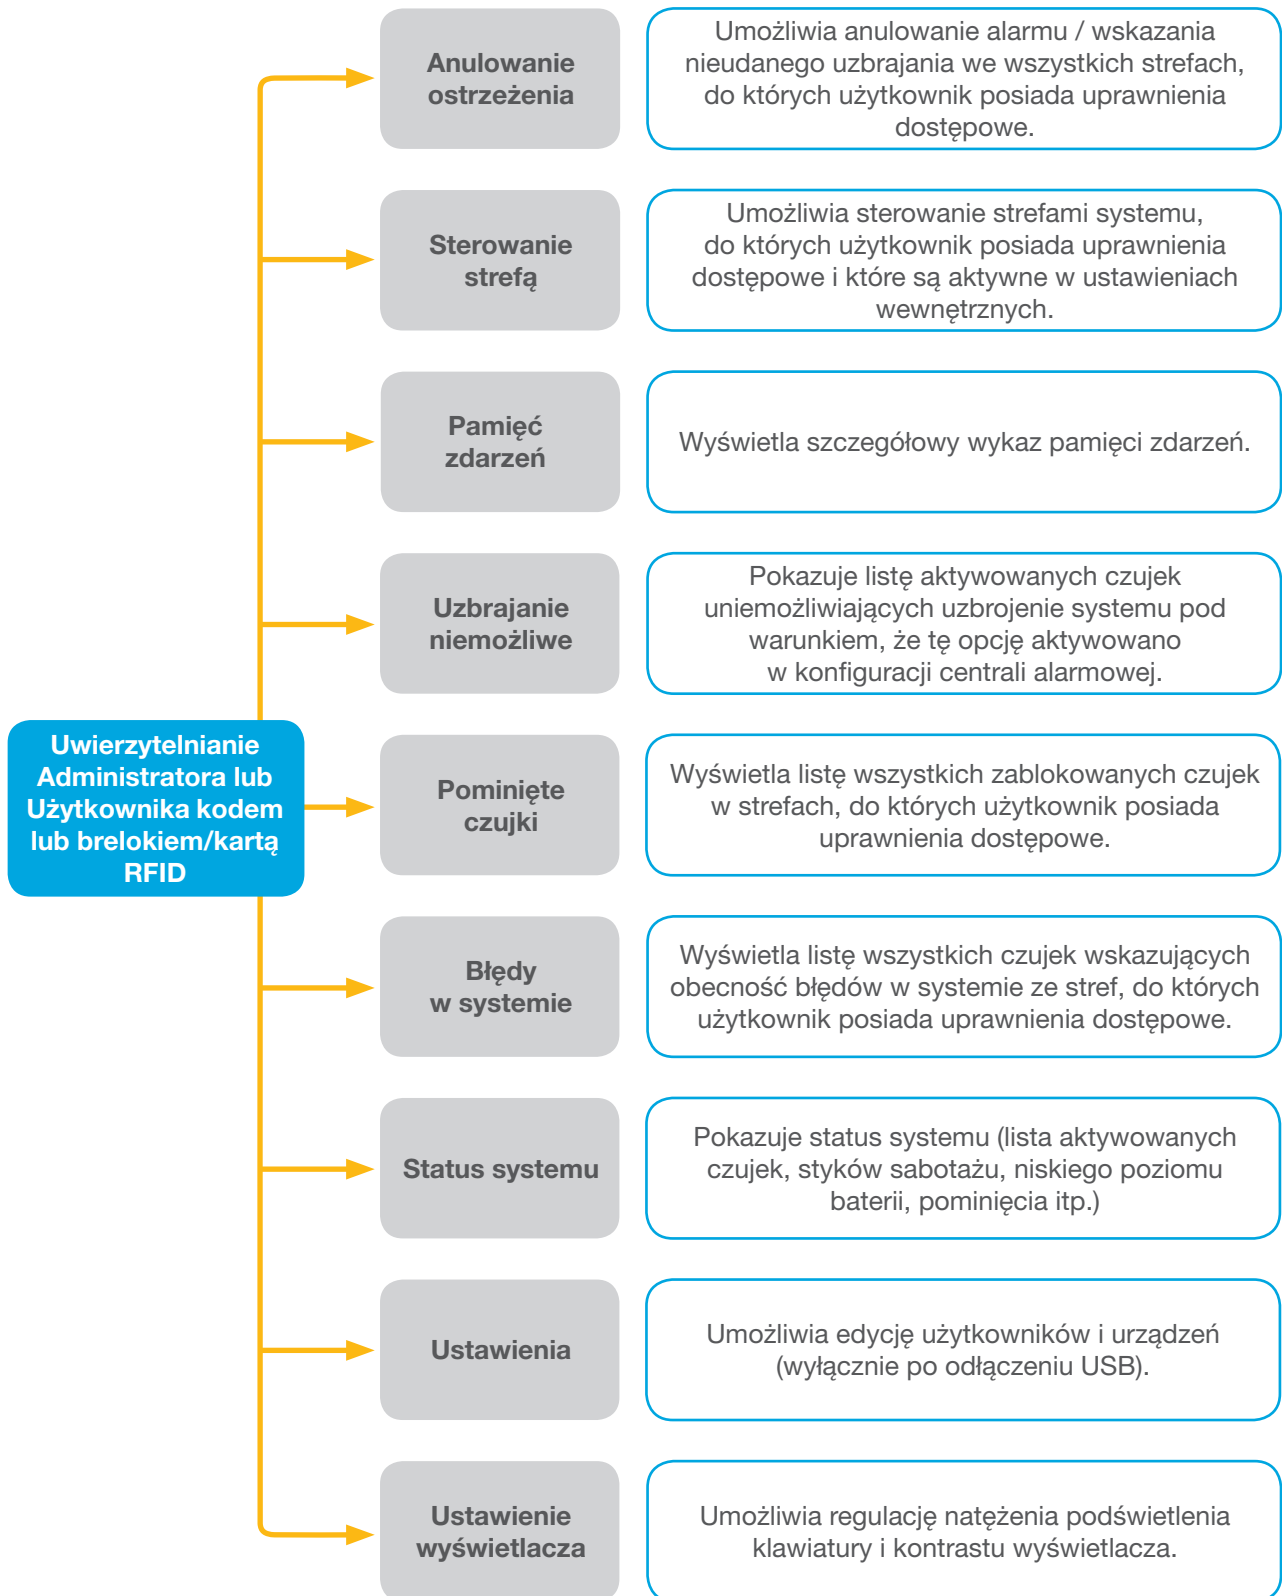 Anulowanie
ostrzeżenia
Umożliwia anulowanie alarmu / wskazania
nieudanego uzbrajania we wszystkich strefach,
do których użytkownik posiada uprawnienia
dostępowe.
Sterowanie
strefą
Umożliwia sterowanie strefami systemu,
do których użytkownik posiada uprawnienia
dostępowe i które są aktywne w ustawieniach
wewnętrznych.
Pamięć
zdarzeń
Wyświetla szczegółowy wykaz pamięci zdarzeń.
Uzbrajanie
niemożliwe
Pokazuje listę aktywowanych czujek
uniemożliwiających uzbrojenie systemu pod
warunkiem, że tę opcję aktywowano
w konfiguracji centrali alarmowej.
Uwierzytelnianie
Administratora lub
Użytkownika kodem
lub brelokiem/kartą
RFID
Pominięte
czujki
Wyświetla listę wszystkich zablokowanych czujek
w strefach, do których użytkownik posiada
uprawnienia dostępowe.
Błędy
w systemie
Wyświetla listę wszystkich czujek wskazujących
obecność błędów w systemie ze stref, do których
użytkownik posiada uprawnienia dostępowe.
Status systemu
Pokazuje status systemu (lista aktywowanych
czujek, styków sabotażu, niskiego poziomu
baterii, pominięcia itp.)
Ustawienia
Umożliwia edycję użytkowników i urządzeń
(wyłącznie po odłączeniu USB).
Ustawienie
wyświetlacza
Umożliwia regulację natężenia podświetlenia
klawiatury i kontrastu wyświetlacza.